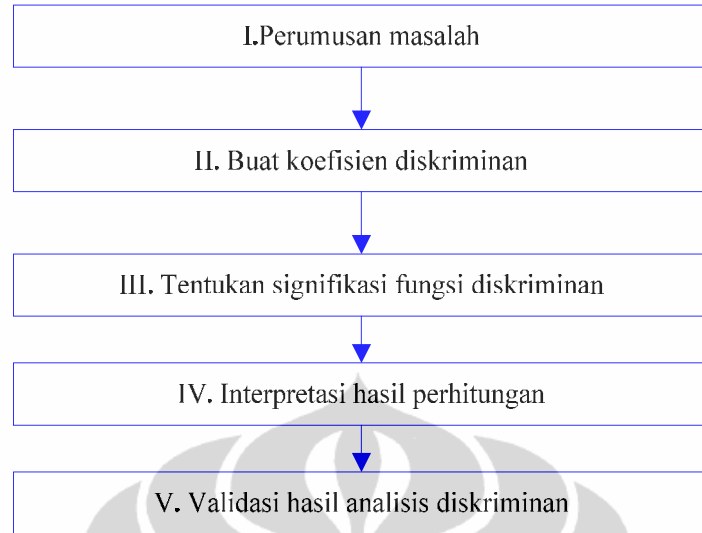 I.Perumusan masalah
II. Buat koefisien diskriminan
III. Tentukan signifikasi fungsi diskriminan
IV. Interpretasi hasil perhitungan
V. Validasi hasil analisis diskriminan